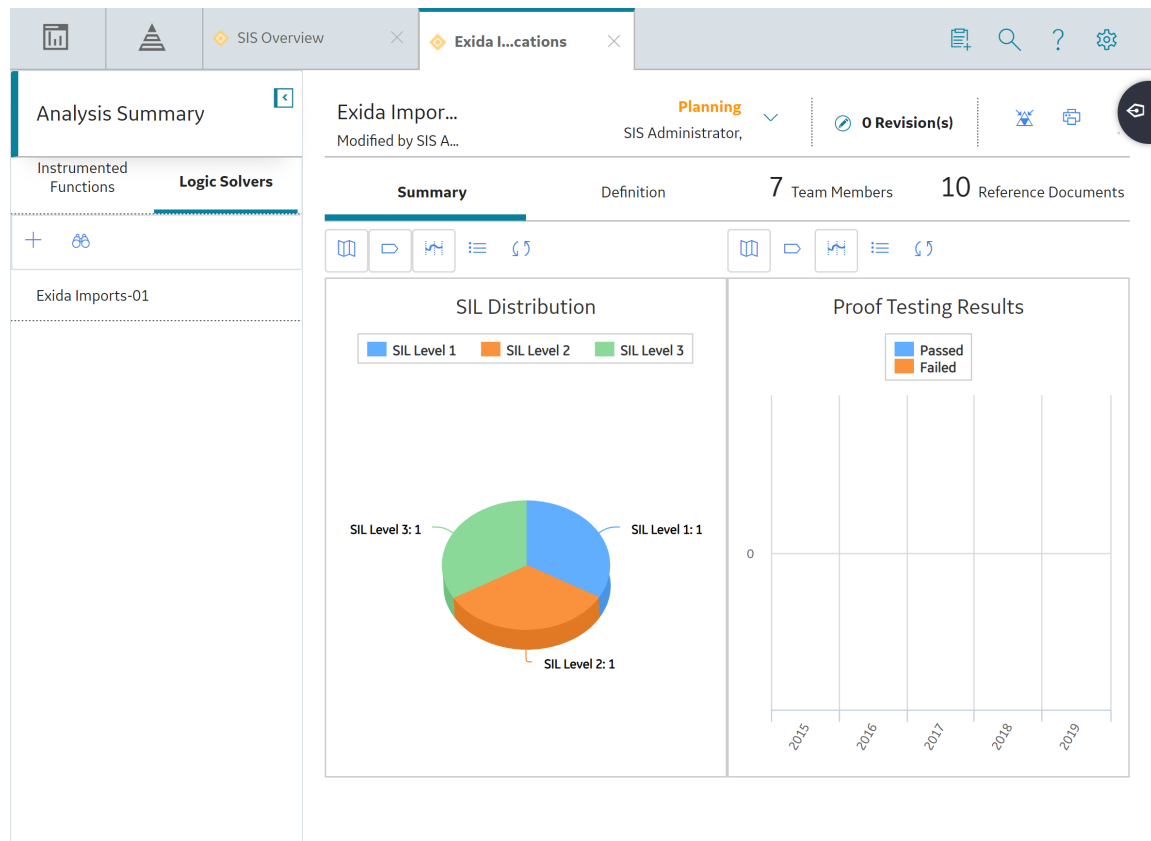 SIS Overview
Exida I...cations
Analysis Summary
Instrumented
Functions
Logic Solvers
Exida Imports-01
Exida Impor...
Modified by SIS A...
Planning
SIS Administrator,
0 Revision(s)
Summary
Definition
7 Team Members
10 Reference Documents
SIL Distribution
SIL Level 1
SIL Level 2
SIL Level 3
SIL Level 3: 1
SIL Level 1: 1
SIL Level 2: 1
Proof Testing Results
Passed
Failed
0
2015
2016
2017
2018
2019